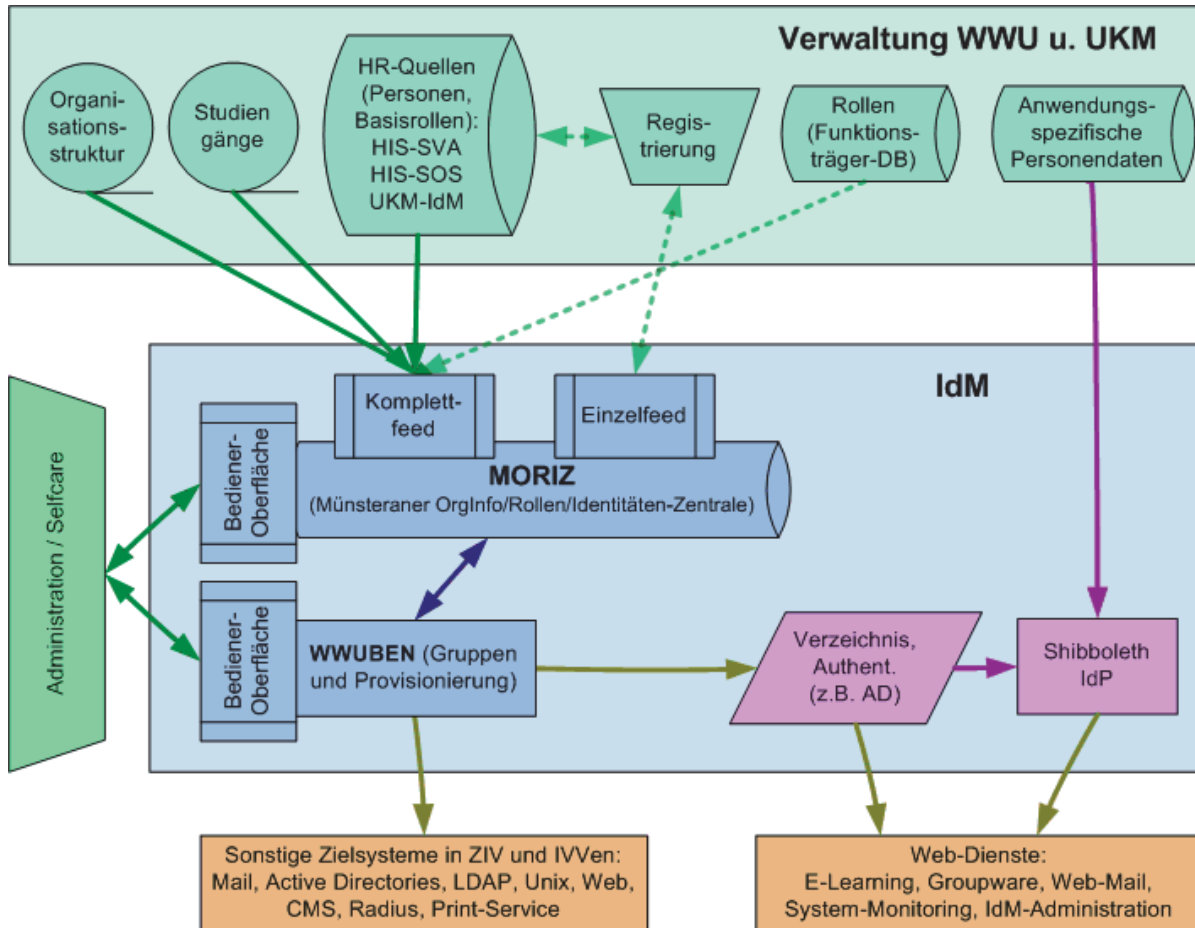 Verwaltung WWU u. UKM
Organi-
sations-
struktur
Studien
gänge
HR-Quellen
(Personen,
Basisrollen):
HIS-SVA
HIS-SOS
UKM-IdM
Regis-
trierung
Rollen
(Funktions-
träger-DB)
Anwendungs-
spezifische
Personendaten
IdM
Komplett-
feed
Einzelfeed
Bediener-
Oberfläche
MORIZ
(Münsteraner OrgInfo/Rollen/Identitäten-Zentrale)
Administration / Selfcare
Bediener-
Oberfläche
WWUBEN (Gruppen
und Provisionierung)
Verzeichnis,
Authent.
(z.B. AD)
Shibboleth
IdP
Sonstige Zielsysteme in ZIV und IVVen:
Mail, Active Directories, LDAP, Unix, Web,
CMS, Radius, Print-Service
Web-Dienste:
E-Learning, Groupware, Web-Mail,
System-Monitoring, IdM-Administration